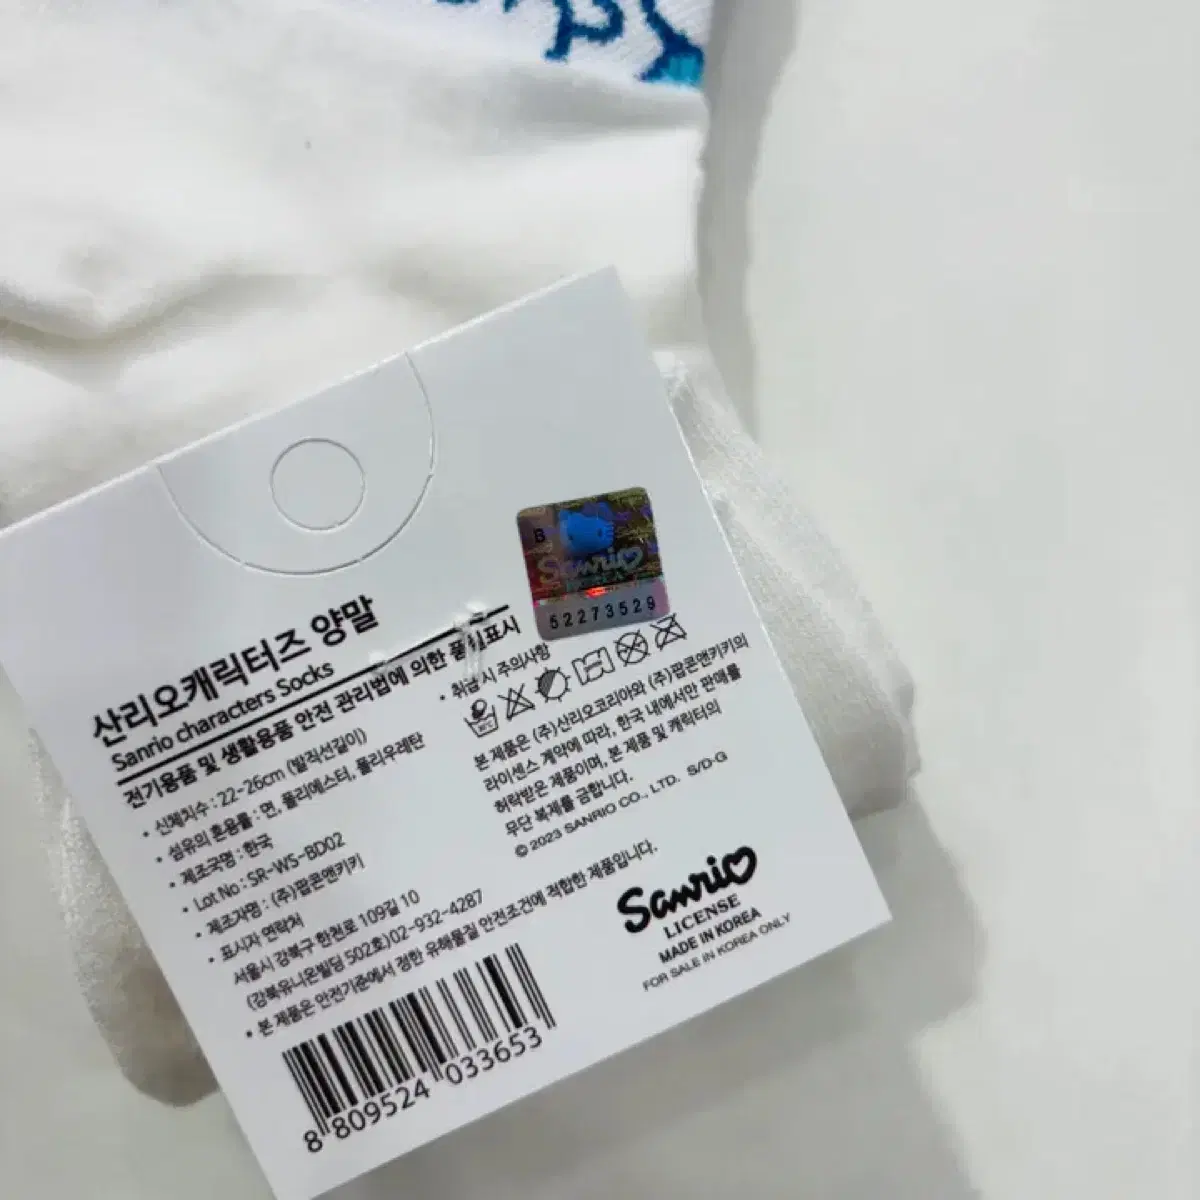 산리오캐릭터즈 양말
Sanrio characters Socks
전기용품 및 생활용품 안전 관리법에 의한 품질표시
• 신체치수 : 22-26cm (발직선길이)
• 섬유의 혼용률 : 면, 폴리에스터, 폴리우레탄
• 제조국명 : 한국
• Lot No : SR-WS-BD02
• 제조자명 : (주)팝콘앤키키
• 표시자 연락처
서울시 강북구 한천로 109길 10
(강북유니온빌딩 502호)02-932-4287
• 본 제품은 안전기준에서 정한 유해물질 안전조건에 적합한 제품입니다.
8 809524 033653
B
Sanrio
KOREA
52273529
• 취급 시 주의사항
본 제품은 (주)산리오코리아와 (주)팝콘앤키키의
라이센스 계약에 따라, 한국 내에서만 판매를
허락받은 제품이며, 본 제품 및 캐릭터의
무단 복제를 금합니다.
©2023 SANRIO CO., LTD. S/D·G
Sanrio
LICENSE
MADE IN KOREA
FOR SALE IN KOREA ONLY